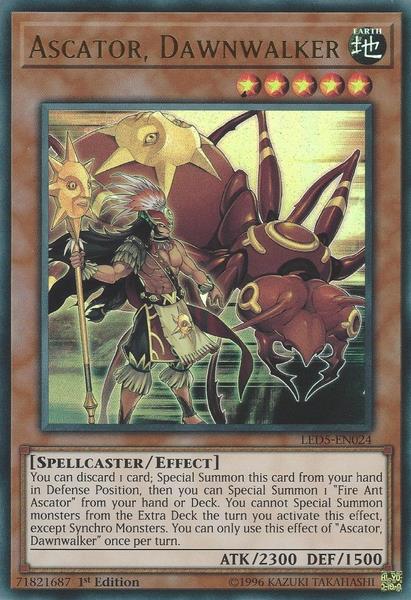 ASCATOR, DAWNWALKER
EARTH
地
LED5-EN024
[SPELLCASTER/EFFECT]
You can discard 1 card; Special Summon this card from your hand
in Defense Position, then you can Special Summon 1 "Fire Ant
Ascator" from your hand or Deck. You cannot Special Summon
monsters from the Extra Deck the turn you activate this effect,
except Synchro Monsters. You can only use this effect of "Ascator,
Dawnwalker" once per turn.
ATK/2300 DEF/1500
71821687 1st Edition ©1996 KAZUKI TAKAHASHI